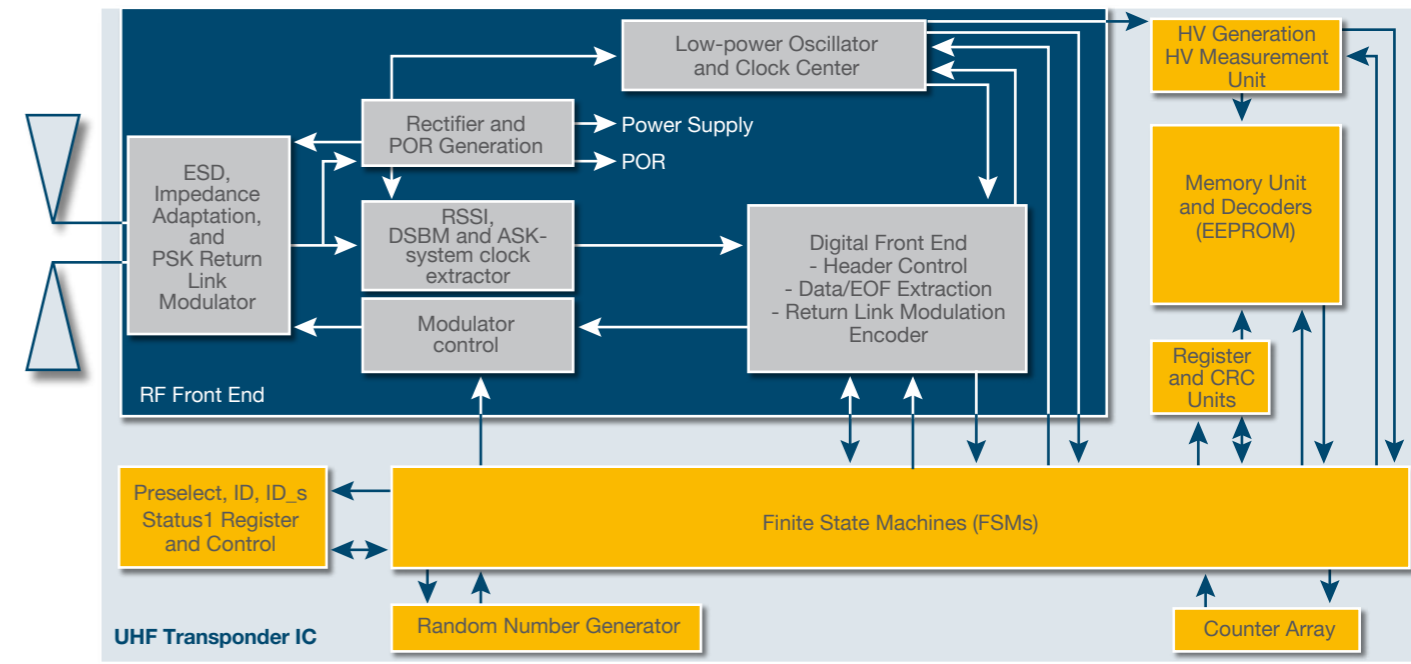 Low-power Oscillator
and Clock Center
HV Generation
HV Measurement
Unit
Rectifier and
POR Generation
Power Supply
POR
ESD,
Impedance
Adaptation,
and
PSK Return
Link
Modulator
RSSI,
DSBM and ASK-
system clock
extractor
Digital Front End
- Header Control
- Data/EOF Extraction
- Return Link Modulation
Encoder
Memory Unit
and Decoders
(EEPROM)
Modulator
control
Register
and CRC
Units
RF Front End
Preselect, ID, ID_s
Status1 Register
and Control
Finite State Machines (FSMs)
Random Number Generator
Counter Array
UHF Transponder IC